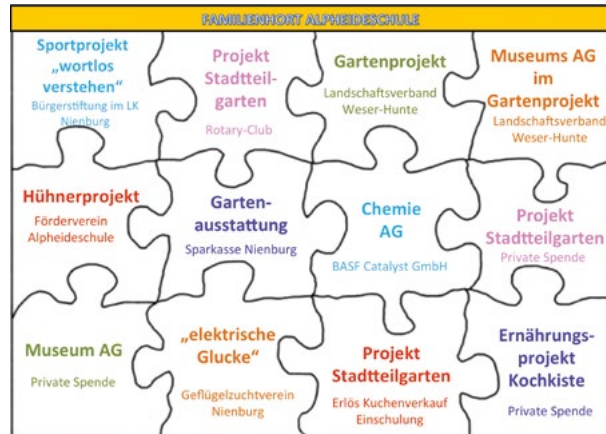 FAMILIENHORT ALPHEIDESCHULE
Sportprojekt
„wortlos
verstehen“
Bürgerstiftung im LK
Nienburg
Projekt
Stadtteil-
garten
Rotary-Club
Gartenprojekt
Landschaftsverband
Weser-Hunte
Museums AG
im
Gartenprojekt
Landschaftsverband
Weser-Hunte
Hühnerprojekt
Förderverein
Alpheideschule
Garten-
ausstattung
Sparkasse Nienburg
Chemie
AG
BASF Catalyst GmbH
Projekt
Stadtteilgarten
Private Spende
Museum AG
Private Spende
„elektrische
Glucke“
Geflügelzuchtverein
Nienburg
Projekt
Stadtteilgarten
Erlös Kuchenverkauf
Einschulung
Ernährungs-
projekt
Kochkiste
Private Spende